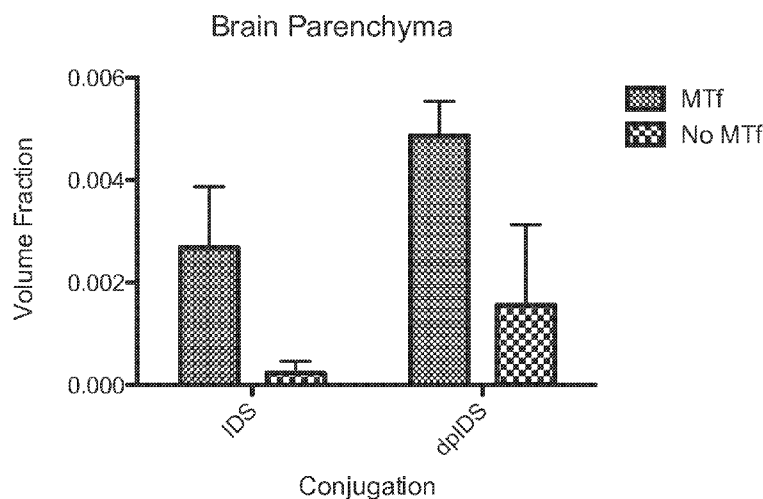 Brain Parenchyma
0.006
0.004
0.002
0.000
Volume Fraction
IDS
dpIDS
Conjugation
MTf
No MTf